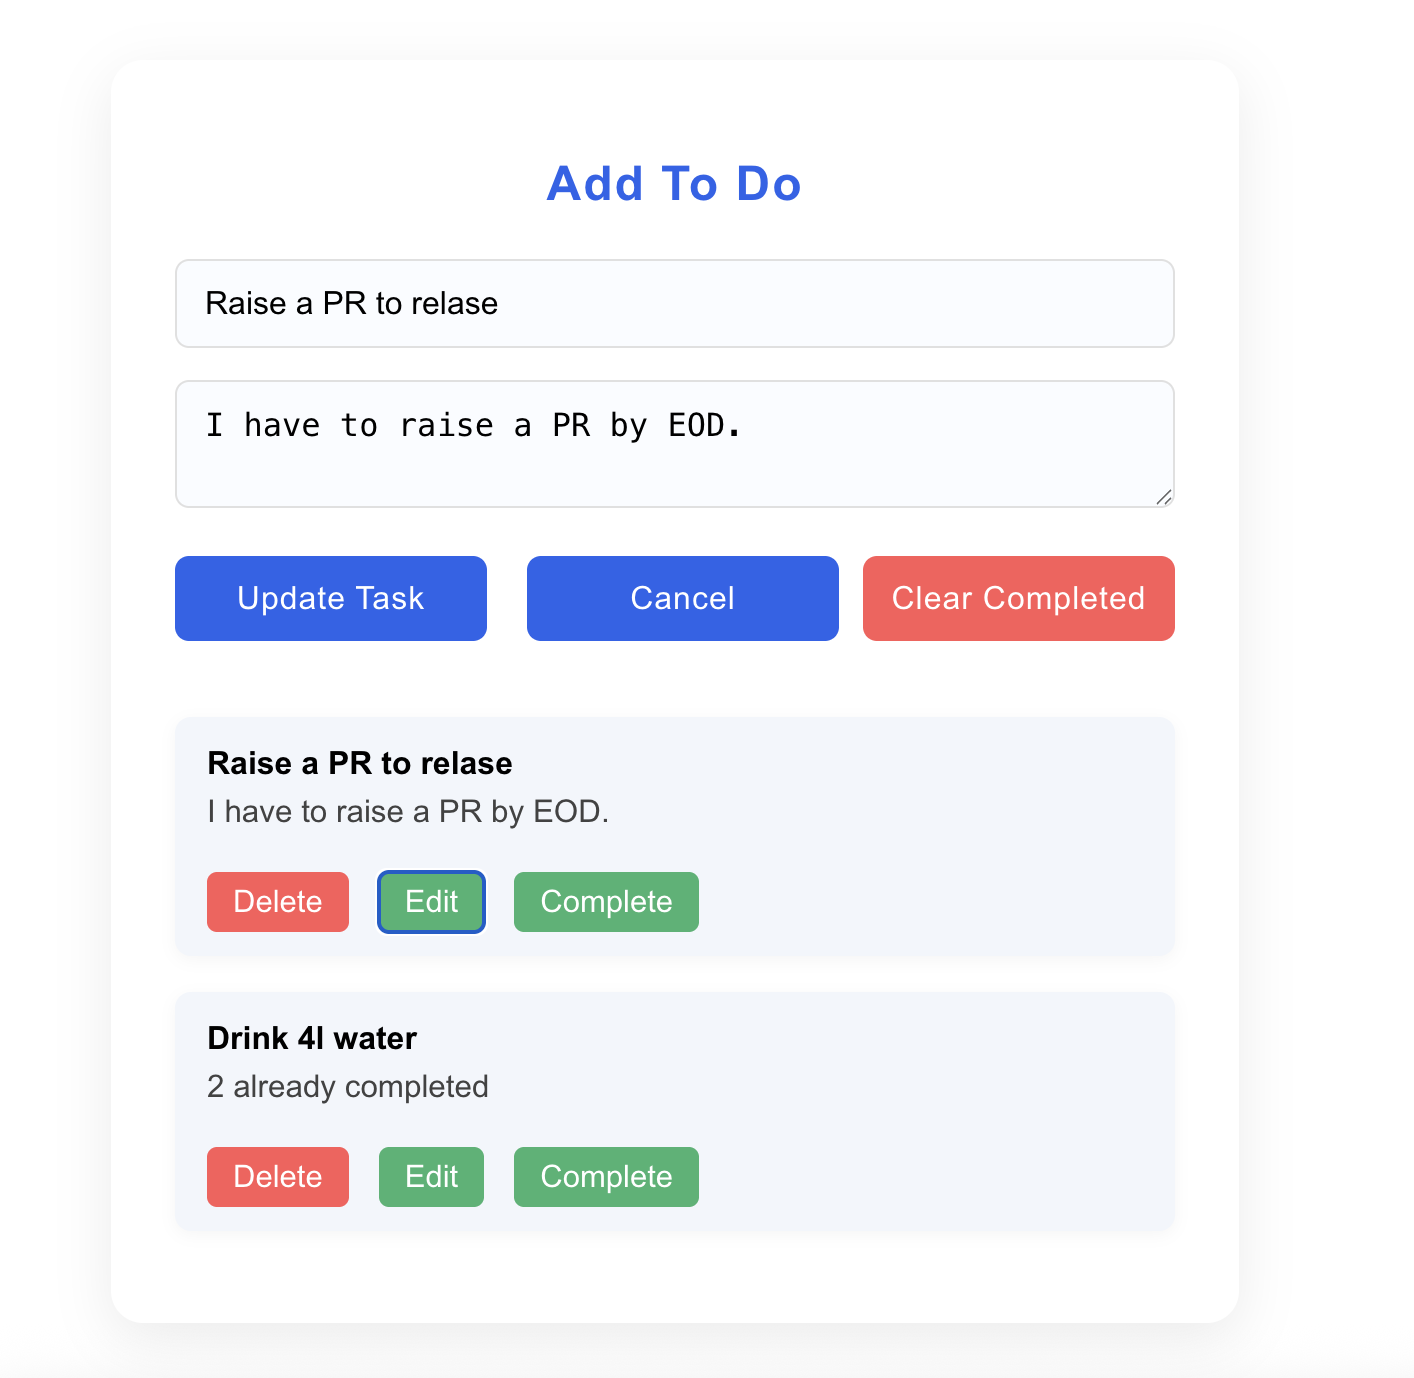 Add To Do
Raise a PR to relase
I have to raise a PR by EOD.
Update Task
Cancel
Clear Completed
Raise a PR to relase
I have to raise a PR by EOD.
Delete
Edit
Complete
Drink 4l water
2 already completed
Delete
Edit
Complete